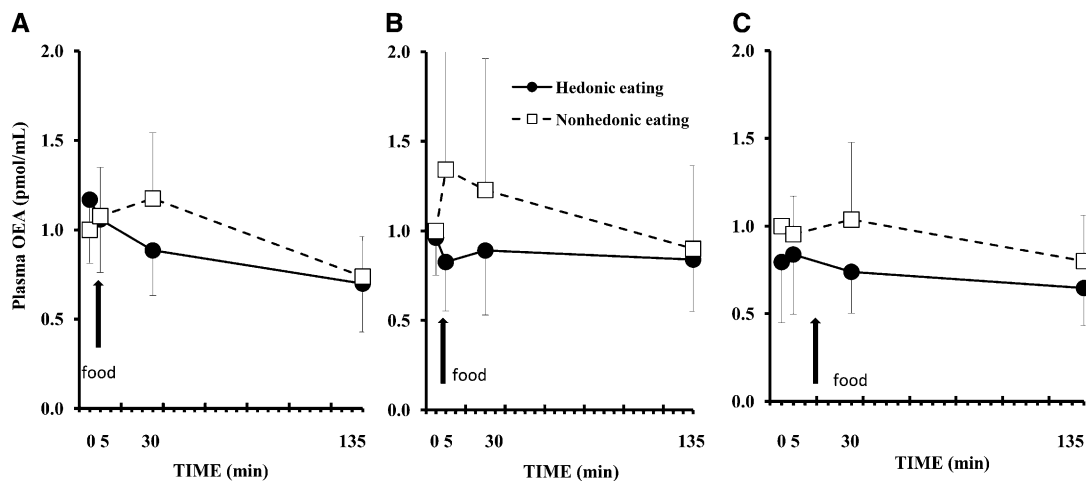 A
B
C
Plasma OEA (pmol/mL)
2.0
1.5
1.0
0.5
0.0
food
0 5 30 135
TIME (min)
2.0
1.5
1.0
0.5
0.0
Hedonic eating
Nonhedonic eating
food
0 5 30 135
TIME (min)
2.0
1.5
1.0
0.5
0.0
food
0 5 30 135
TIME (min)